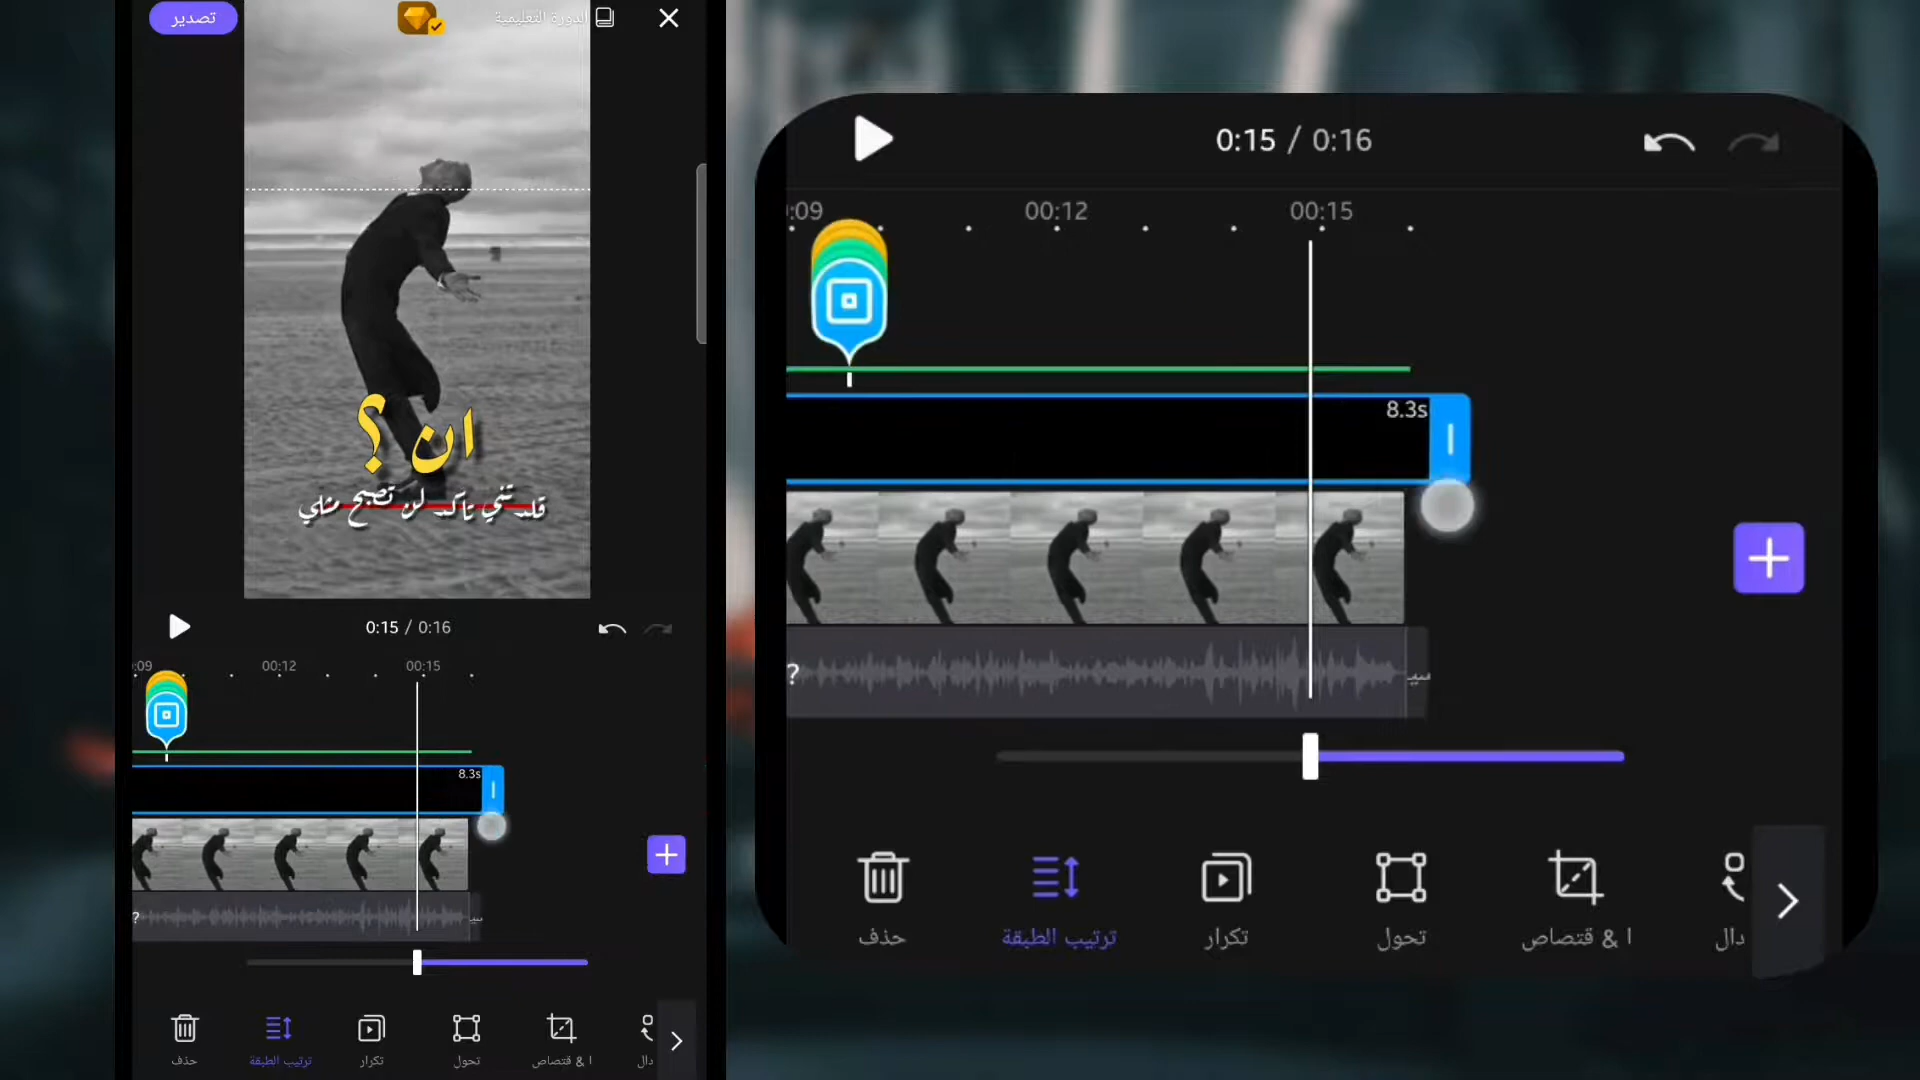 تصدير
الدورة التعليمية
ان ؟
قلدتني تأكد لن تصبح مثلي
0:15 / 0:16
:09 00:12 00:15
8.3s
?
حذف
ترتيب الطبقة
تكرار
تحول
ا & قتصاص
دال
0:15 / 0:16
:09 00:12 00:15
8.3s
?
حذف
ترتيب الطبقة
تكرار
تحول
ا & قتصاص
دال